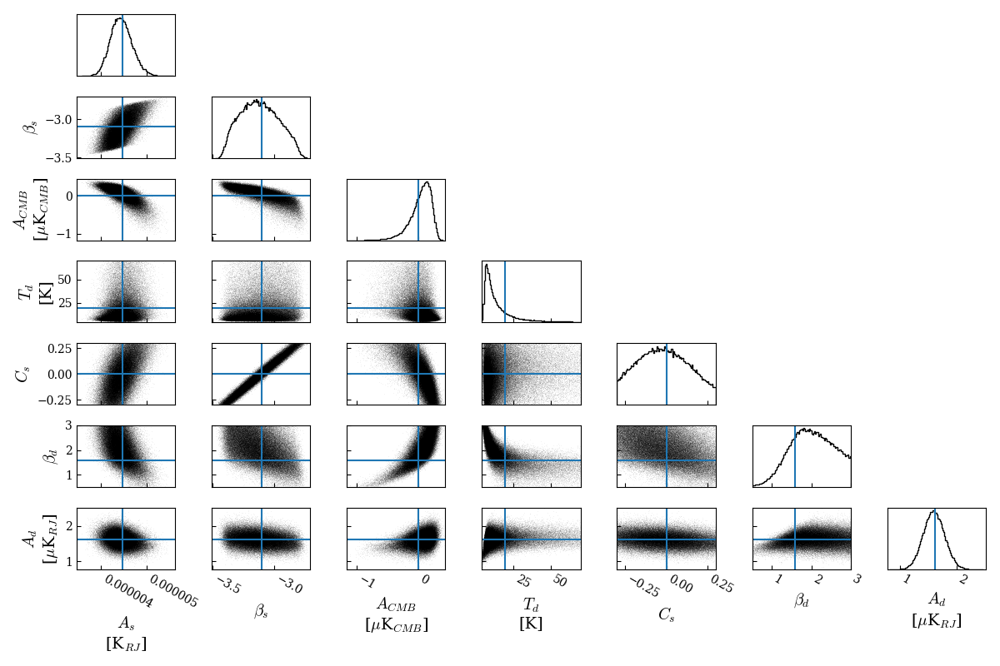 β_s
−3.0
−3.5
A_CMB
[μK_CMB]
0
−1
T_d
[K]
50
25
C_s
0.25
0.00
−0.25
β_d
3
2
1
A_d
[μK_RJ]
2
1
0.000004 0.000005 −3.5 −3.0 −1 0 25 50 −0.25 0.00 0.25 1 2 3 1 2
A_s β_s A_CMB T_d C_s β_d A_d
[K_RJ] [μK_CMB] [K] [μK_RJ]